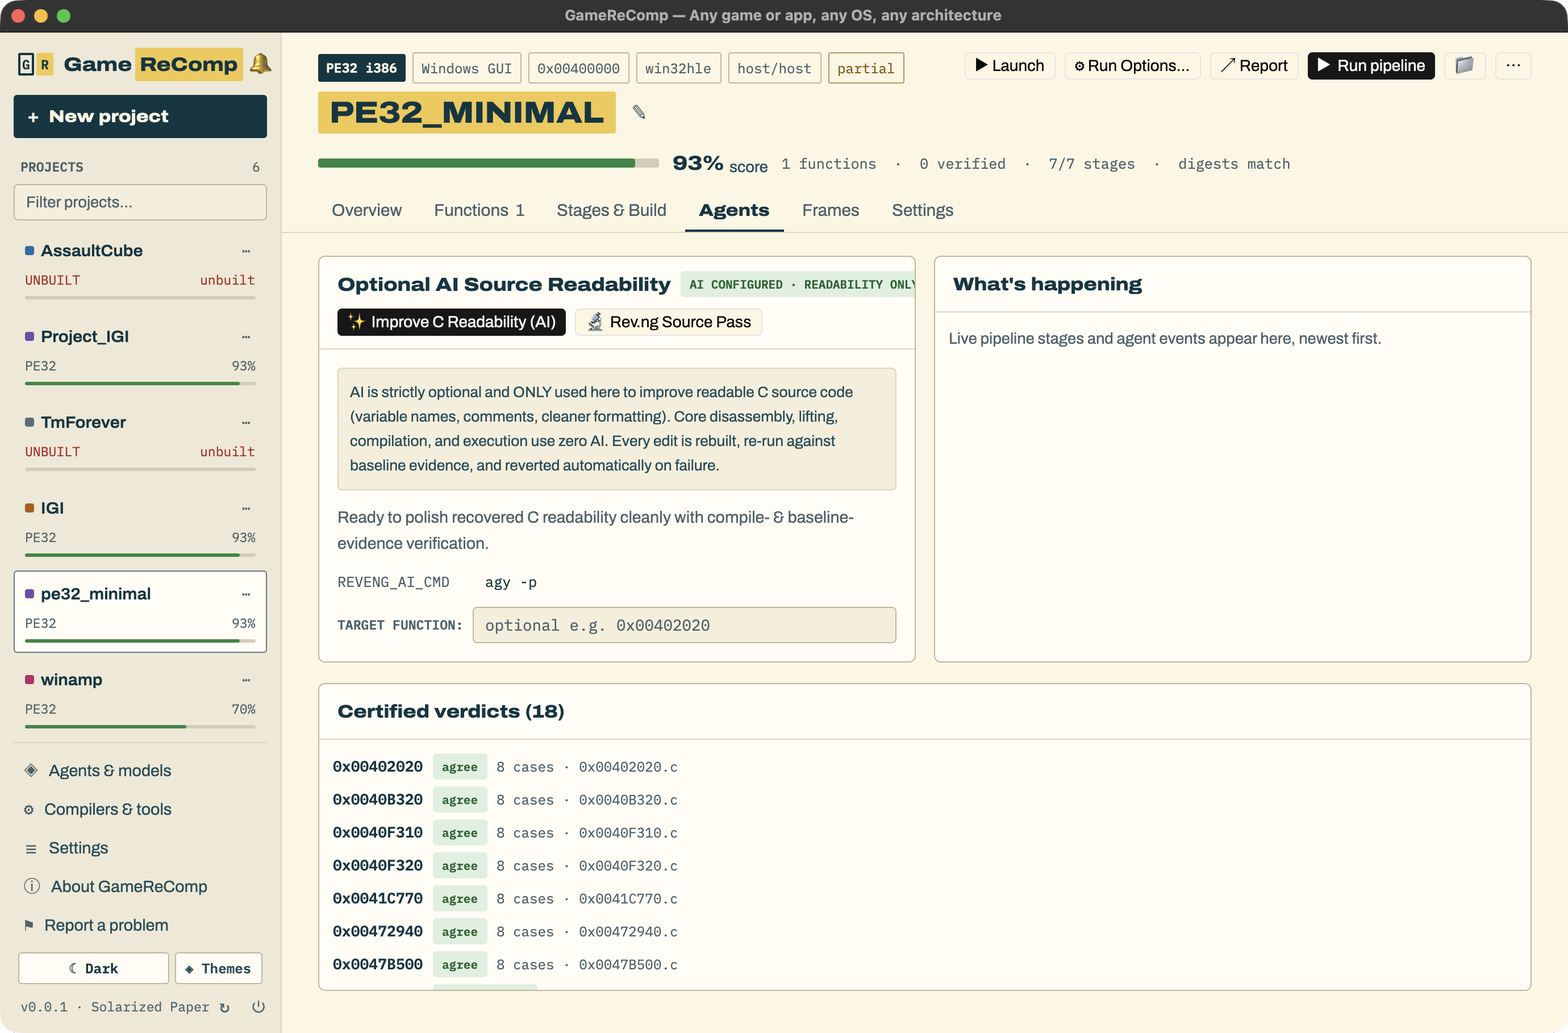 GameReComp — Any game or app, any OS, any architecture
GR Game ReComp
+ New project
PROJECTS 6
Filter projects...
AssaultCube ...
UNBUILT unbuilt
Project_IGI ...
PE32 93%
TmForever ...
UNBUILT unbuilt
IGI ...
PE32 93%
pe32_minimal ...
PE32 93%
winamp ...
PE32 70%
Agents & models
Compilers & tools
Settings
About GameReComp
Report a problem
Dark Themes
v0.0.1 · Solarized Paper
PE32 i386 Windows GUI 0x00400000 win32hle host/host partial
Launch Run Options... Report Run pipeline ...
PE32_MINIMAL
93% score 1 functions · 0 verified · 7/7 stages · digests match
Overview Functions 1 Stages & Build Agents Frames Settings
Optional AI Source Readability AI CONFIGURED · READABILITY ONLY
Improve C Readability (AI) Rev.ng Source Pass
AI is strictly optional and ONLY used here to improve readable C source code
(variable names, comments, cleaner formatting). Core disassembly, lifting,
compilation, and execution use zero AI. Every edit is rebuilt, re-run against
baseline evidence, and reverted automatically on failure.
Ready to polish recovered C readability cleanly with compile- & baseline-
evidence verification.
REVENG_AI_CMD agy -p
TARGET FUNCTION: optional e.g. 0x00402020
What's happening
Live pipeline stages and agent events appear here, newest first.
Certified verdicts (18)
0x00402020 agree 8 cases · 0x00402020.c
0x0040B320 agree 8 cases · 0x0040B320.c
0x0040F310 agree 8 cases · 0x0040F310.c
0x0040F320 agree 8 cases · 0x0040F320.c
0x0041C770 agree 8 cases · 0x0041C770.c
0x00472940 agree 8 cases · 0x00472940.c
0x0047B500 agree 8 cases · 0x0047B500.c